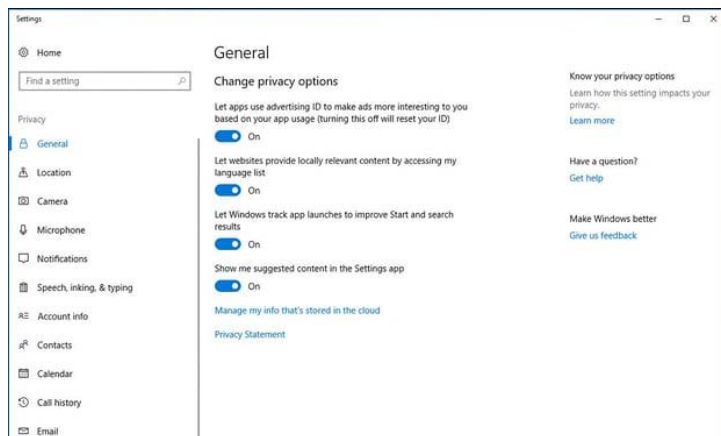 Settings
Home
Find a setting
Privacy
General
Location
Camera
Microphone
Notifications
Speech, inking, & typing
Account info
Contacts
Calendar
Call history
Email
General
Change privacy options
Let apps use advertising ID to make ads more interesting to you
based on your app usage (turning this off will reset your ID)
On
Let websites provide locally relevant content by accessing my
language list
On
Let Windows track app launches to improve Start and search
results
On
Show me suggested content in the Settings app
On
Manage my info that's stored in the cloud
Privacy Statement
Know your privacy options
Learn how this setting impacts your
privacy.
Learn more
Have a question?
Get help
Make Windows better
Give us feedback